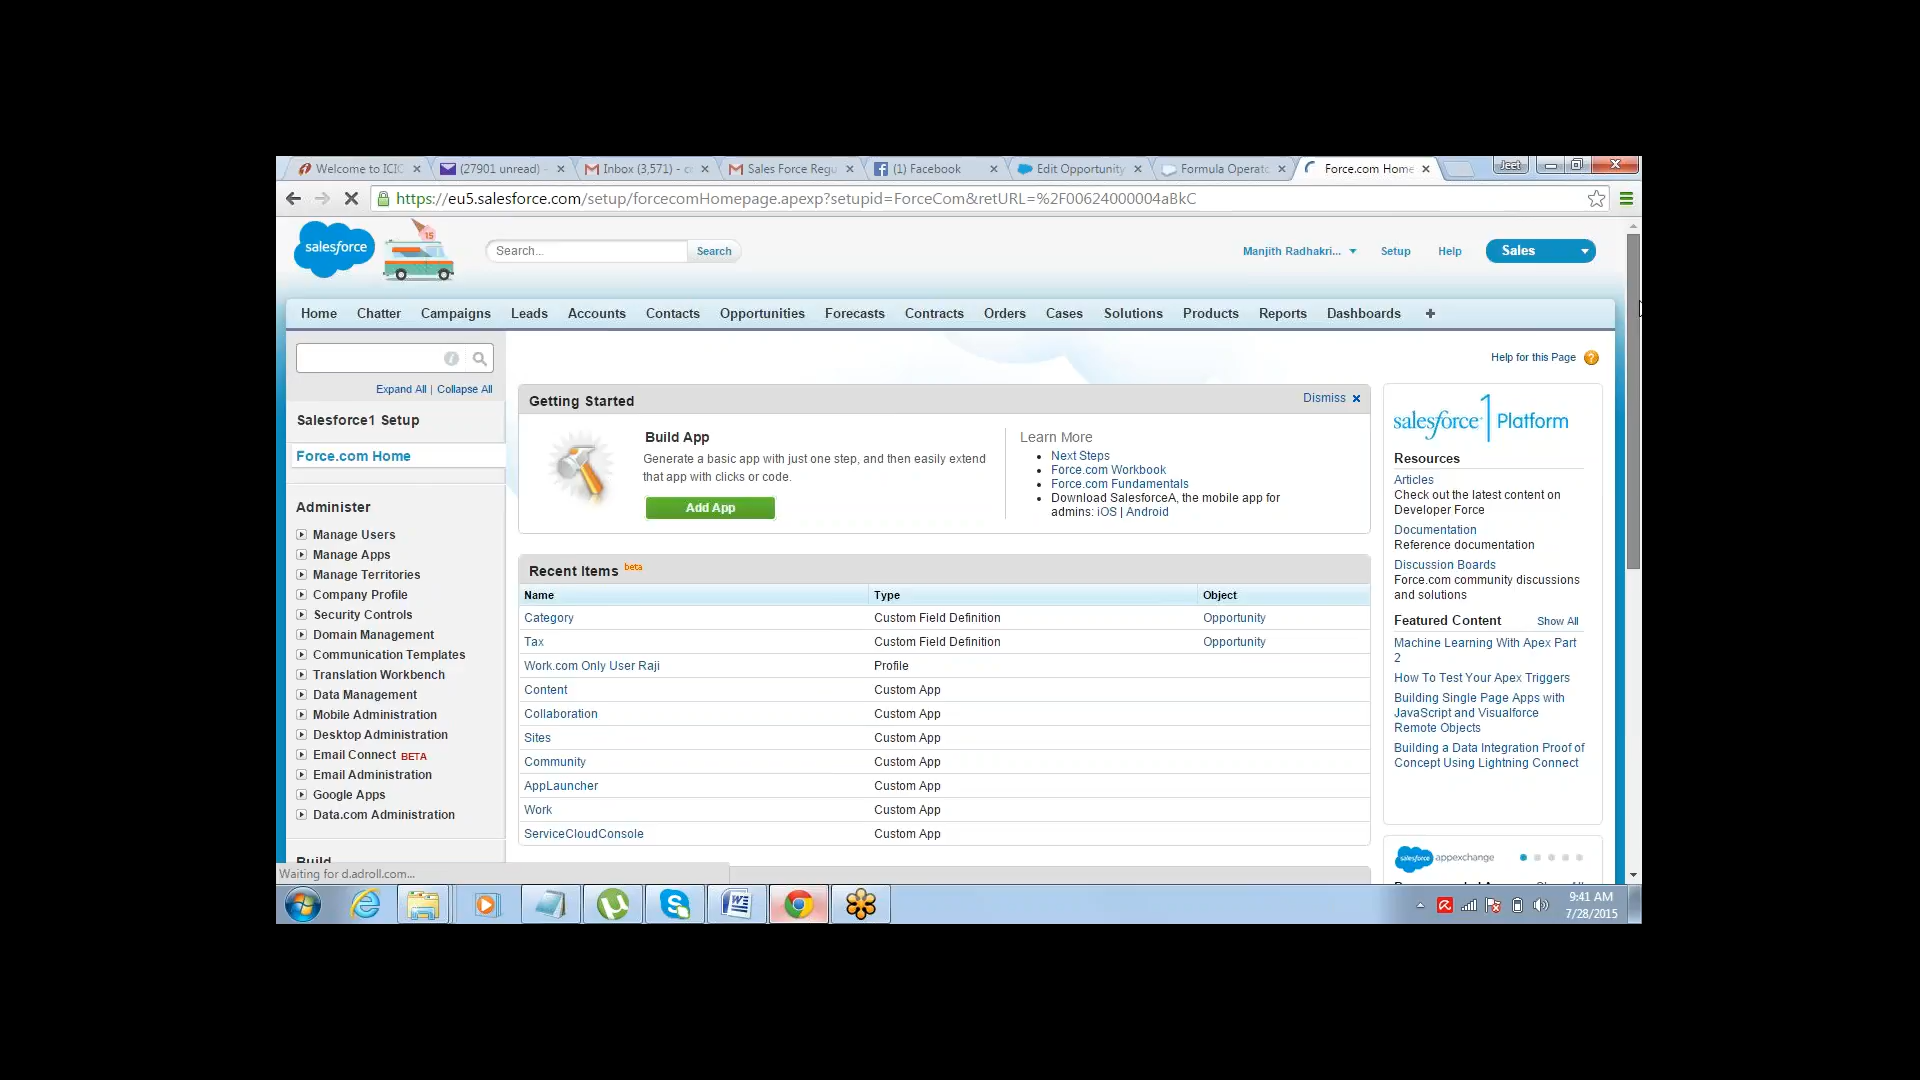 Welcome to ICIC
(27901 unread) -
Inbox (3,571) - c
Sales Force Regu
(1) Facebook
Edit Opportunity
Formula Operato
Force.com Home
Jeet
https://eu5.salesforce.com/setup/forcecomHomepage.apexp?setupid=ForceCom&retURL=%2F00624000004aBkC
salesforce
15
Search...
Search
Manjith Radhakri...
Setup
Help
Sales
Home
Chatter
Campaigns
Leads
Accounts
Contacts
Opportunities
Forecasts
Contracts
Orders
Cases
Solutions
Products
Reports
Dashboards
+
Expand All | Collapse All
Salesforce1 Setup
Force.com Home
Administer
Manage Users
Manage Apps
Manage Territories
Company Profile
Security Controls
Domain Management
Communication Templates
Translation Workbench
Data Management
Mobile Administration
Desktop Administration
Email Connect BETA
Email Administration
Google Apps
Data.com Administration
Build
Waiting for d.adroll.com...
Help for this Page ?
Getting Started
Dismiss
Build App
Generate a basic app with just one step, and then easily extend
that app with clicks or code.
Add App
Learn More
Next Steps
Force.com Workbook
Force.com Fundamentals
Download SalesforceA, the mobile app for
admins: iOS | Android
Recent Items beta
Name Type Object
Category Custom Field Definition Opportunity
Tax Custom Field Definition Opportunity
Work.com Only User Raji Profile
Content Custom App
Collaboration Custom App
Sites Custom App
Community Custom App
AppLauncher Custom App
Work Custom App
ServiceCloudConsole Custom App
salesforce1 Platform
Resources
Articles
Check out the latest content on
Developer Force
Documentation
Reference documentation
Discussion Boards
Force.com community discussions
and solutions
Featured Content Show All
Machine Learning With Apex Part
2
How To Test Your Apex Triggers
Building Single Page Apps with
JavaScript and Visualforce
Remote Objects
Building a Data Integration Proof of
Concept Using Lightning Connect
salesforce appexchange
9:41 AM
7/28/2015